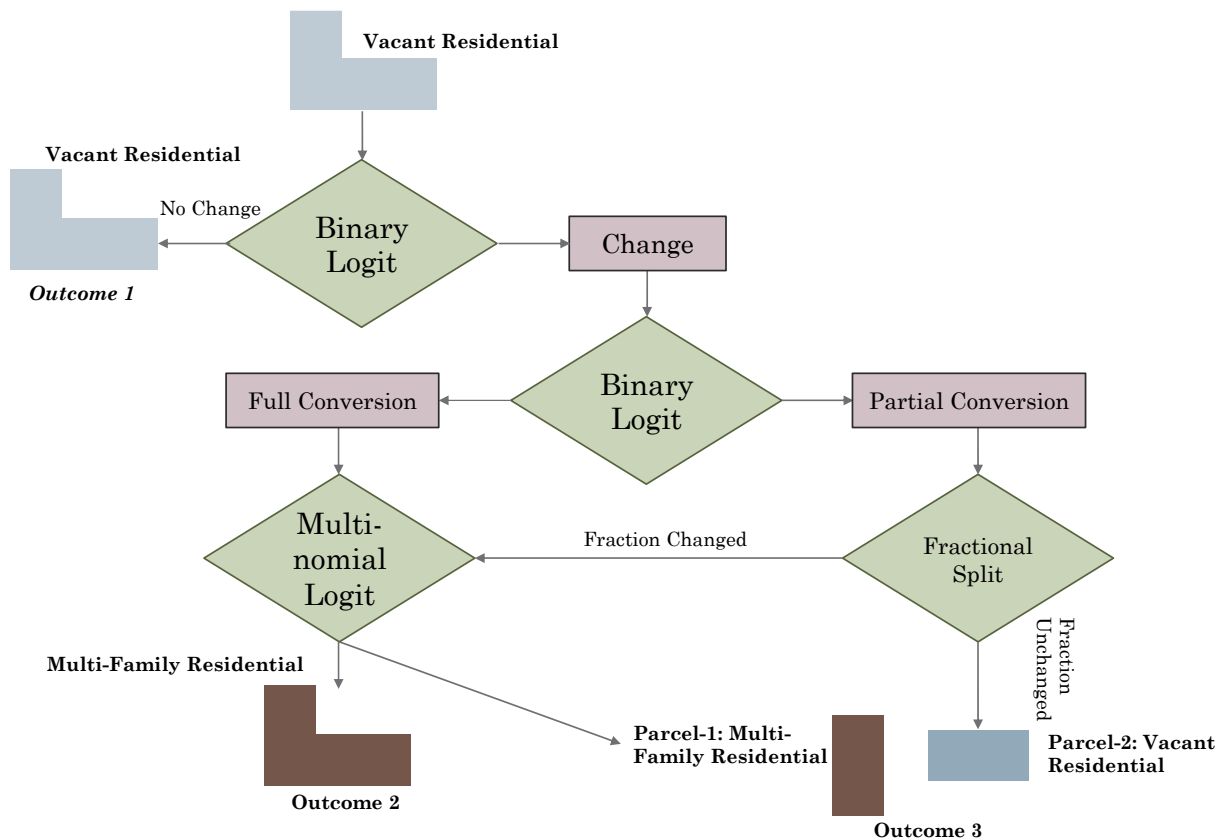 Vacant Residential
Vacant Residential
No Change
Binary
Logit
Change
Outcome 1
Full Conversion
Binary
Logit
Partial Conversion
Multi-
nomial
Logit
Fraction Changed
Fractional
Split
Fraction
Unchanged
Multi-Family Residential
Parcel-1: Multi-
Family Residential
Parcel-2: Vacant
Residential
Outcome 2
Outcome 3